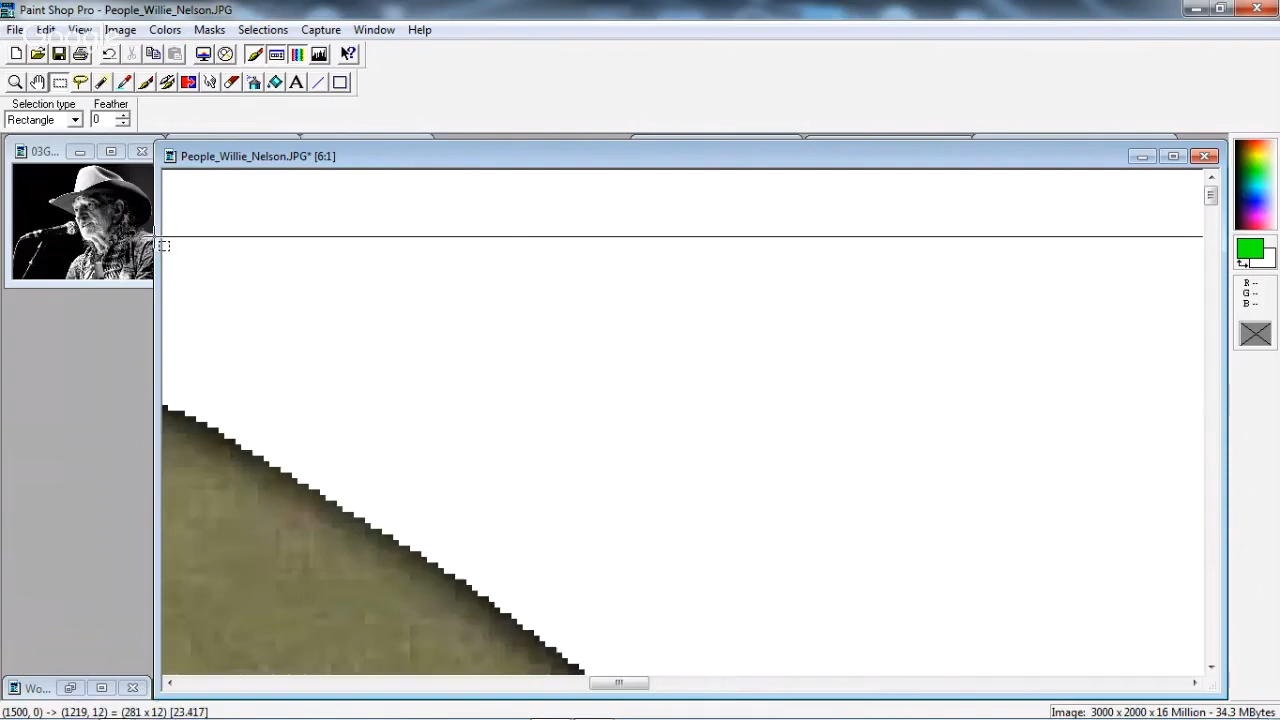 Paint Shop Pro - People_Willie_Nelson.JPG
File Edit View Image Colors Masks Selections Capture Window Help
Google
Selection type Feather
Rectangle 0
03G...
People_Willie_Nelson.JPG* [6:1]
R --
G --
B --
Wo...
(1500, 0) -> (1219, 12) = (281 x 12) [23.417]
Image: 3000 x 2000 x 16 Million - 34.3 MBytes